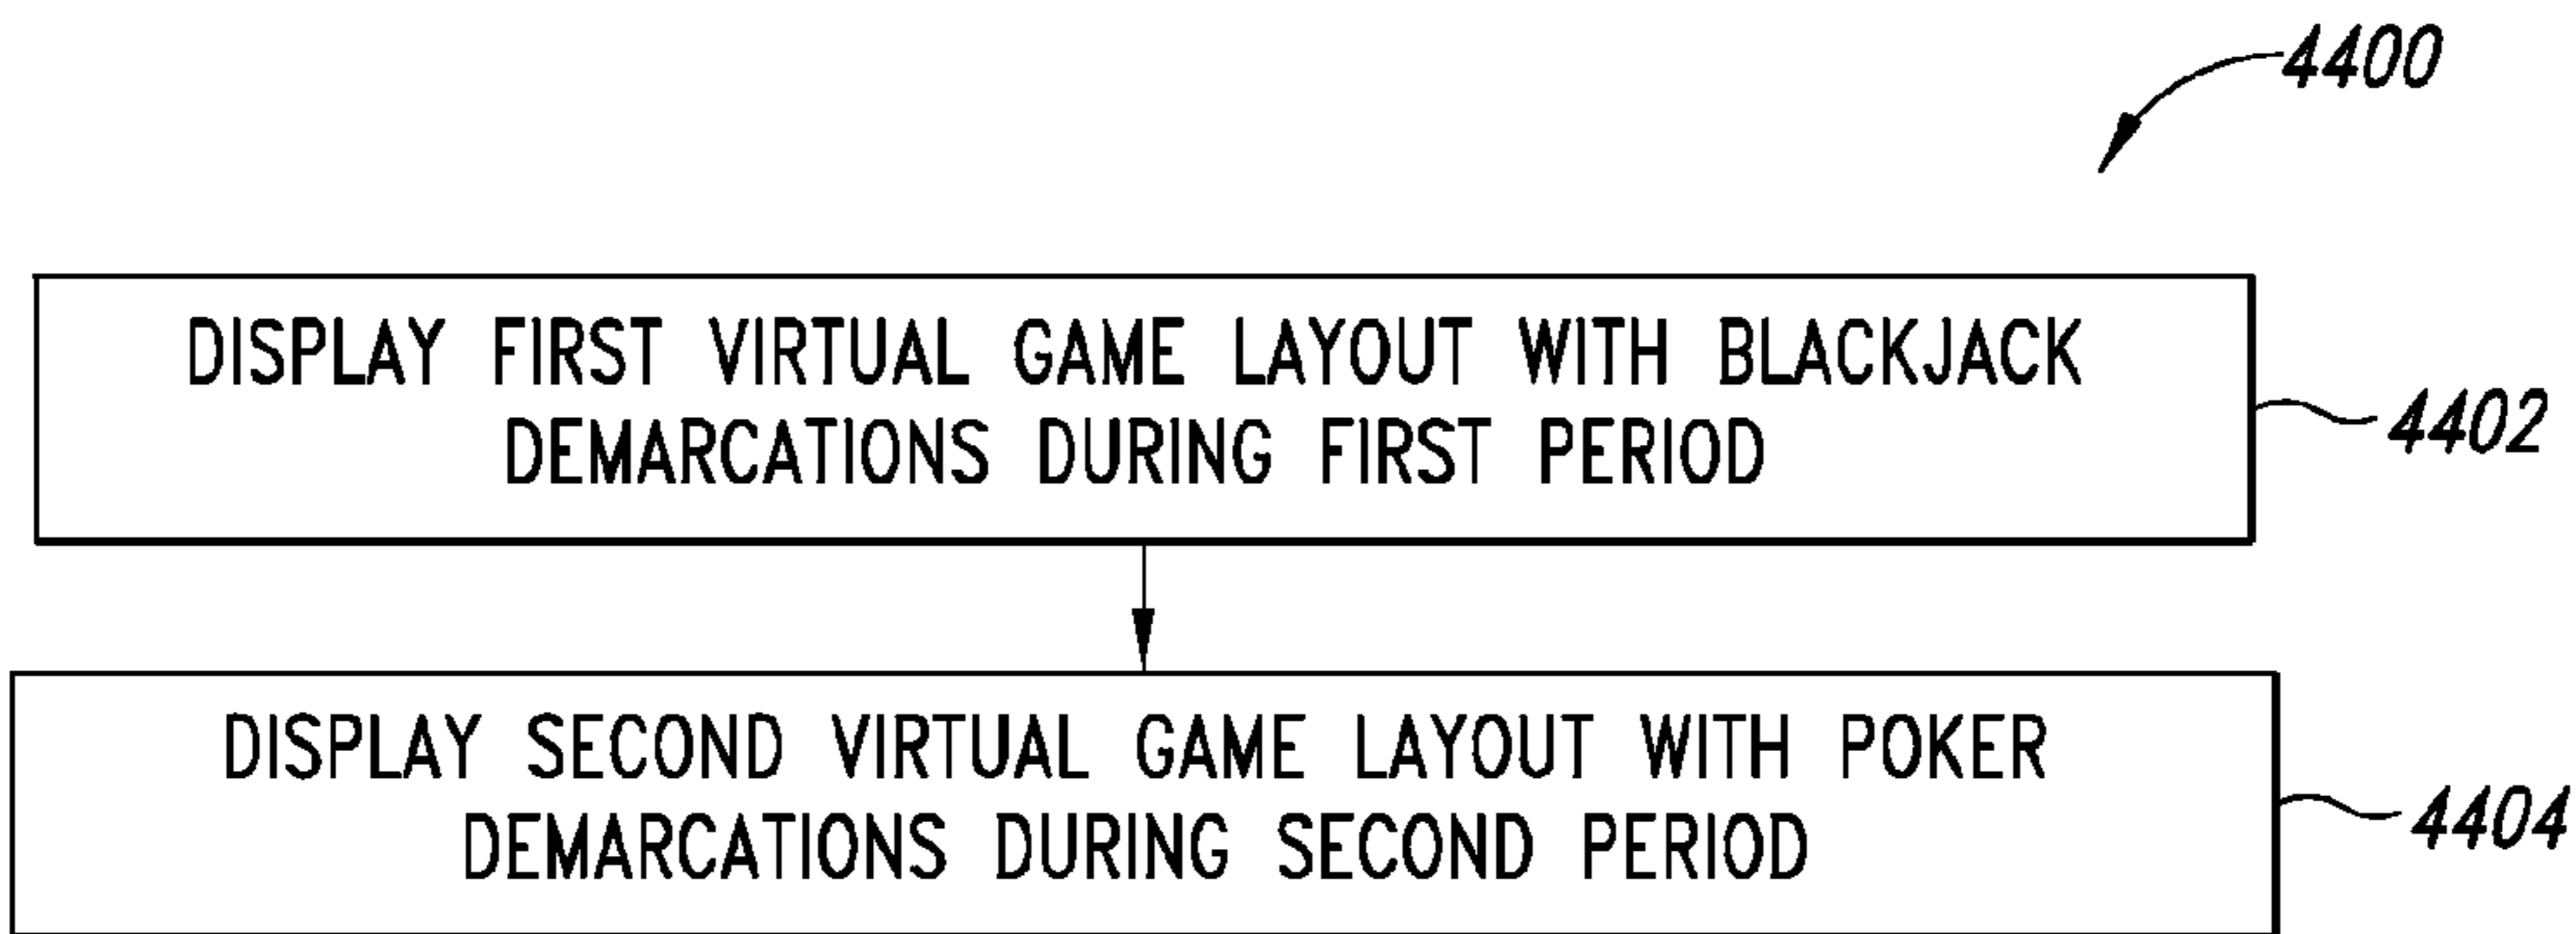 4400
DISPLAY FIRST VIRTUAL GAME LAYOUT WITH BLACKJACK
DEMARCATIONS DURING FIRST PERIOD
4402
DISPLAY SECOND VIRTUAL GAME LAYOUT WITH POKER
DEMARCATIONS DURING SECOND PERIOD
4404